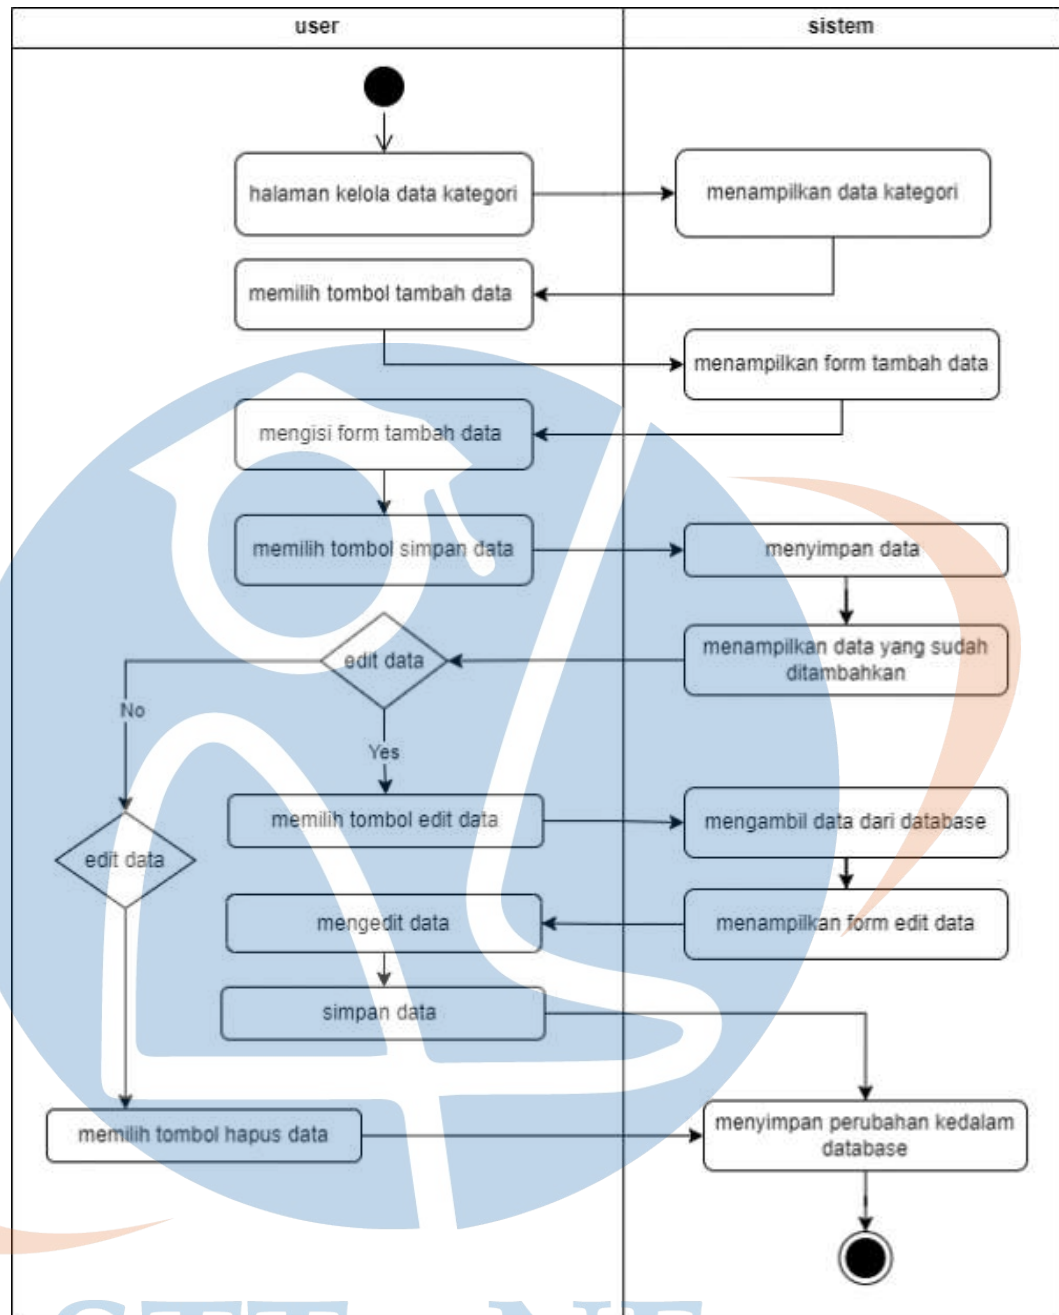 user
sistem
halaman kelola data kategori
menampilkan data kategori
memilih tombol tambah data
menampilkan form tambah data
mengisi form tambah data
memilih tombol simpan data
menyimpan data
menampilkan data yang sudah
ditambahkan
edit data
No
Yes
memilih tombol edit data
mengambil data dari database
edit data
mengedit data
menampilkan form edit data
simpan data
memilih tombol hapus data
menyimpan perubahan kedalam
database
STT - NF